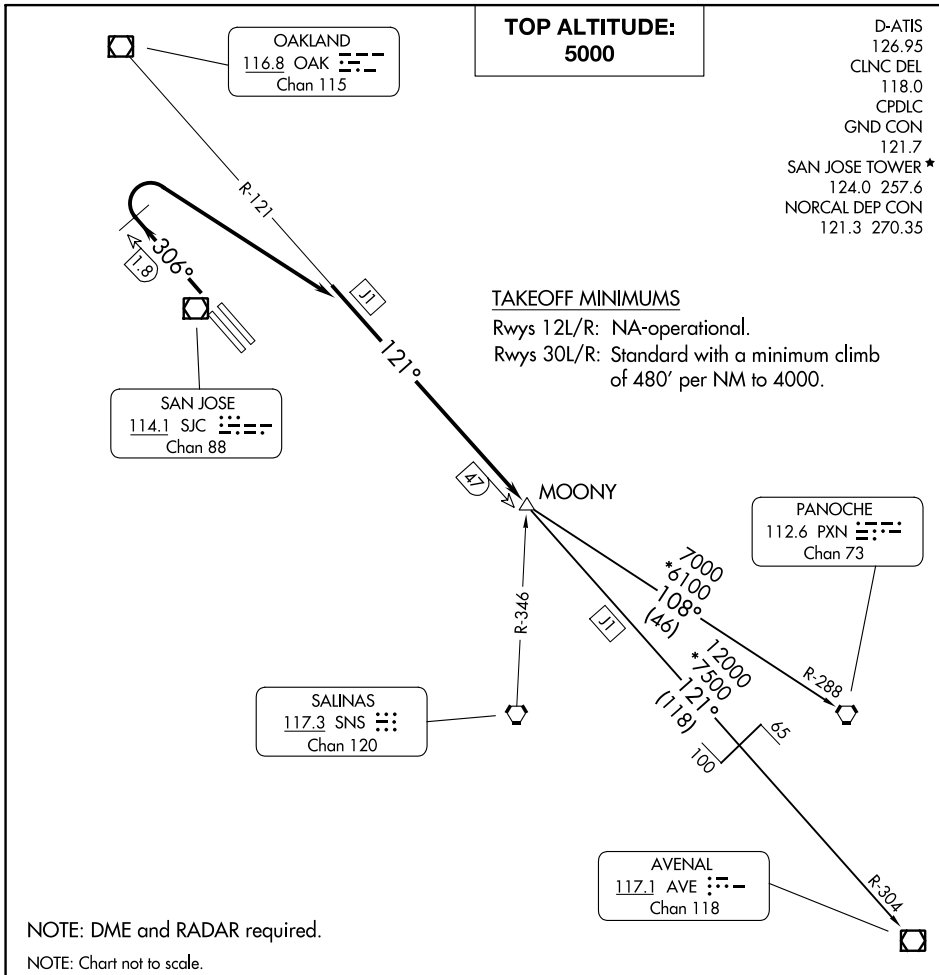 TOP ALTITUDE:
5000
D-ATIS
126.95
CLNC DEL
118.0
CPDLC
GND CON
121.7
SAN JOSE TOWER★
124.0 257.6
NORCAL DEP CON
121.3 270.35
OAKLAND
116.8 OAK
Chan 115
R-121
306°
1.8
J1
121°
TAKEOFF MINIMUMS
Rwys 12L/R: NA-operational.
Rwys 30L/R: Standard with a minimum climb
of 480' per NM to 4000.
SAN JOSE
114.1 SJC
Chan 88
47
MOONY
PANOCHE
112.6 PXN
Chan 73
7000
*6100
108°
(46)
R-346
J1
12000
*7500
121°
(118)
R-288
SALINAS
117.3 SNS
Chan 120
65
100
AVENAL
117.1 AVE
Chan 118
R-304
NOTE: DME and RADAR required.
NOTE: Chart not to scale.